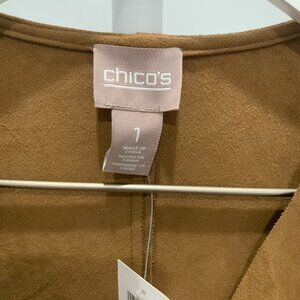 chico's
1
MADE IN
CHINA
HECHO EN
CHINA
FABRIQUÉ EN
CHINE